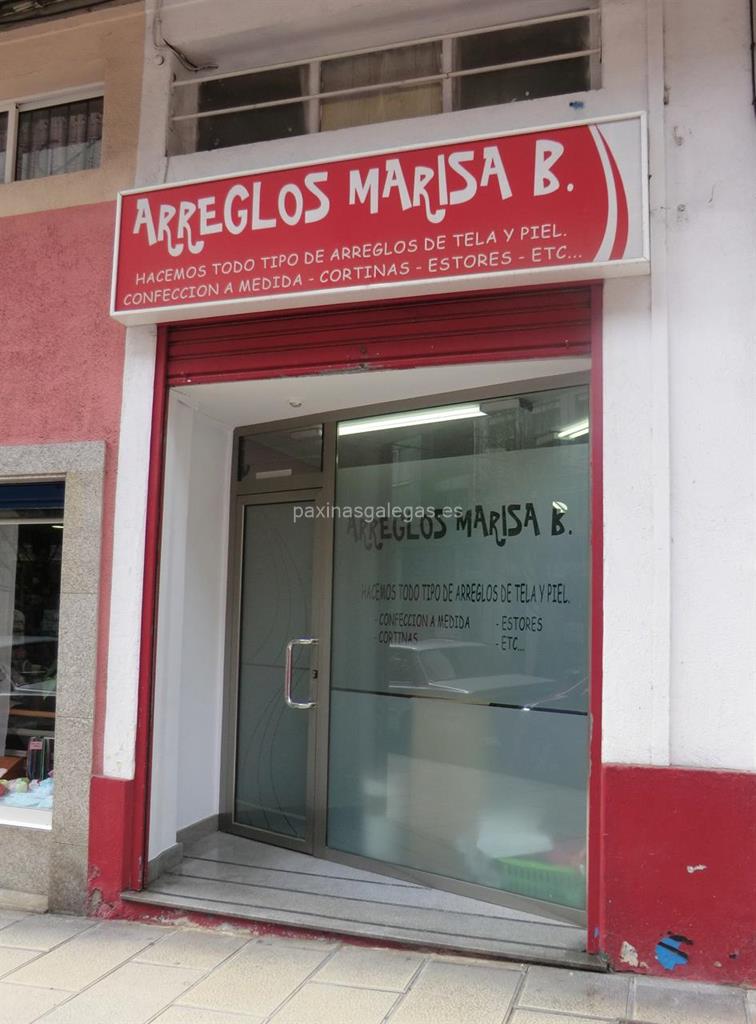 ARREGLOS MARISA B.
HACEMOS TODO TIPO DE ARREGLOS DE TELA Y PIEL.
CONFECCION A MEDIDA - CORTINAS - ESTORES - ETC...
paxinasgalegas.es
ARREGLOS MARISA B.
HACEMOS TODO TIPO DE ARREGLOS DE TELA Y PIEL.
- CONFECCION A MEDIDA - ESTORES
- CORTINAS - ETC...